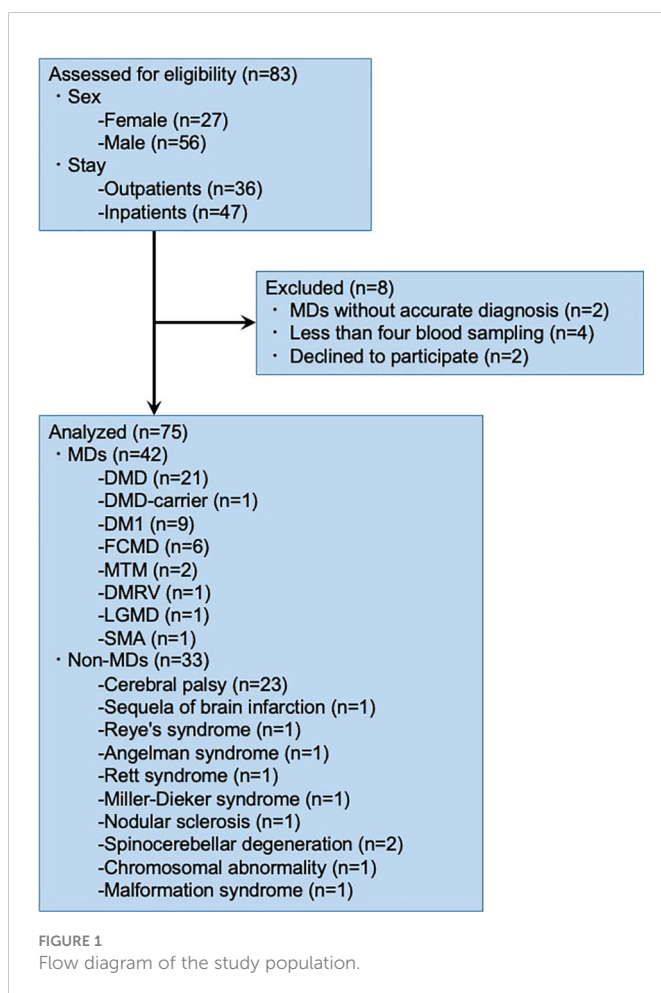 Assessed for eligibility (n=83)
· Sex
-Female (n=27)
-Male (n=56)
· Stay
-Outpatients (n=36)
-Inpatients (n=47)
Excluded (n=8)
· MDs without accurate diagnosis (n=2)
· Less than four blood sampling (n=4)
· Declined to participate (n=2)
Analyzed (n=75)
· MDs (n=42)
-DMD (n=21)
-DMD-carrier (n=1)
-DM1 (n=9)
-FCMD (n=6)
-MTM (n=2)
-DMRV (n=1)
-LGMD (n=1)
-SMA (n=1)
· Non-MDs (n=33)
-Cerebral palsy (n=23)
-Sequela of brain infarction (n=1)
-Reye's syndrome (n=1)
-Angelman syndrome (n=1)
-Rett syndrome (n=1)
-Miller-Dieker syndrome (n=1)
-Nodular sclerosis (n=1)
-Spinocerebellar degeneration (n=2)
-Chromosomal abnormality (n=1)
-Malformation syndrome (n=1)
FIGURE 1
Flow diagram of the study population.